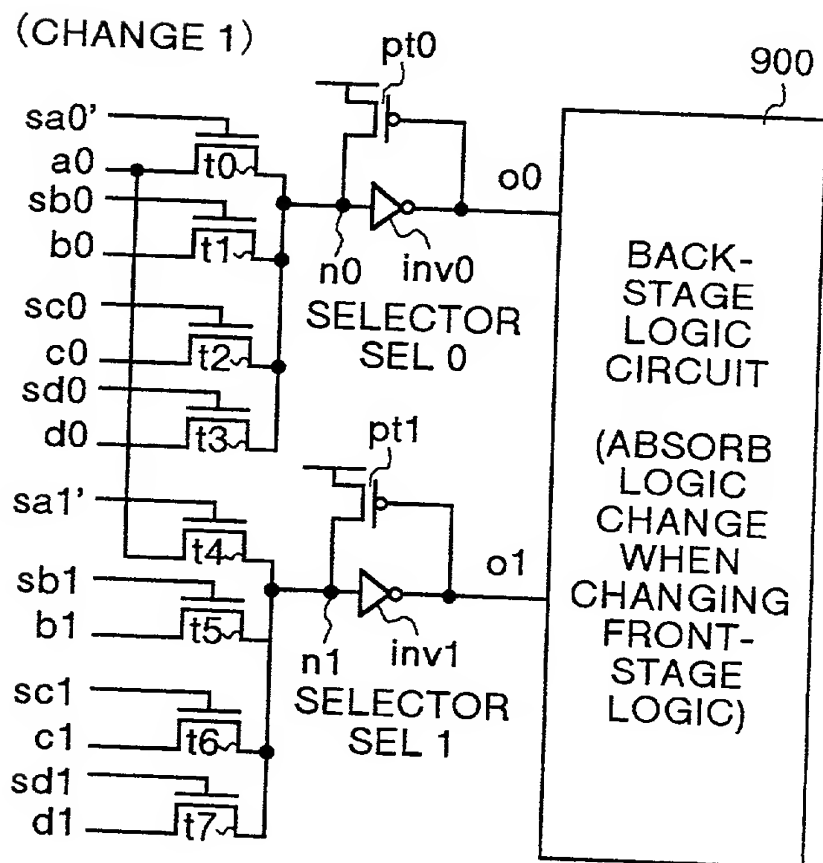 (CHANGE 1)
pt0
900
sa0'
a0
t0
sb0
b0
t1
o0
n0
inv0
SELECTOR
SEL 0
sc0
c0
t2
sd0
d0
t3
pt1
sa1'
t4
sb1
b1
t5
o1
n1
inv1
SELECTOR
SEL 1
sc1
c1
t6
sd1
d1
t7
BACK-
STAGE
LOGIC
CIRCUIT
(ABSORB
LOGIC
CHANGE
WHEN
CHANGING
FRONT-
STAGE
LOGIC)